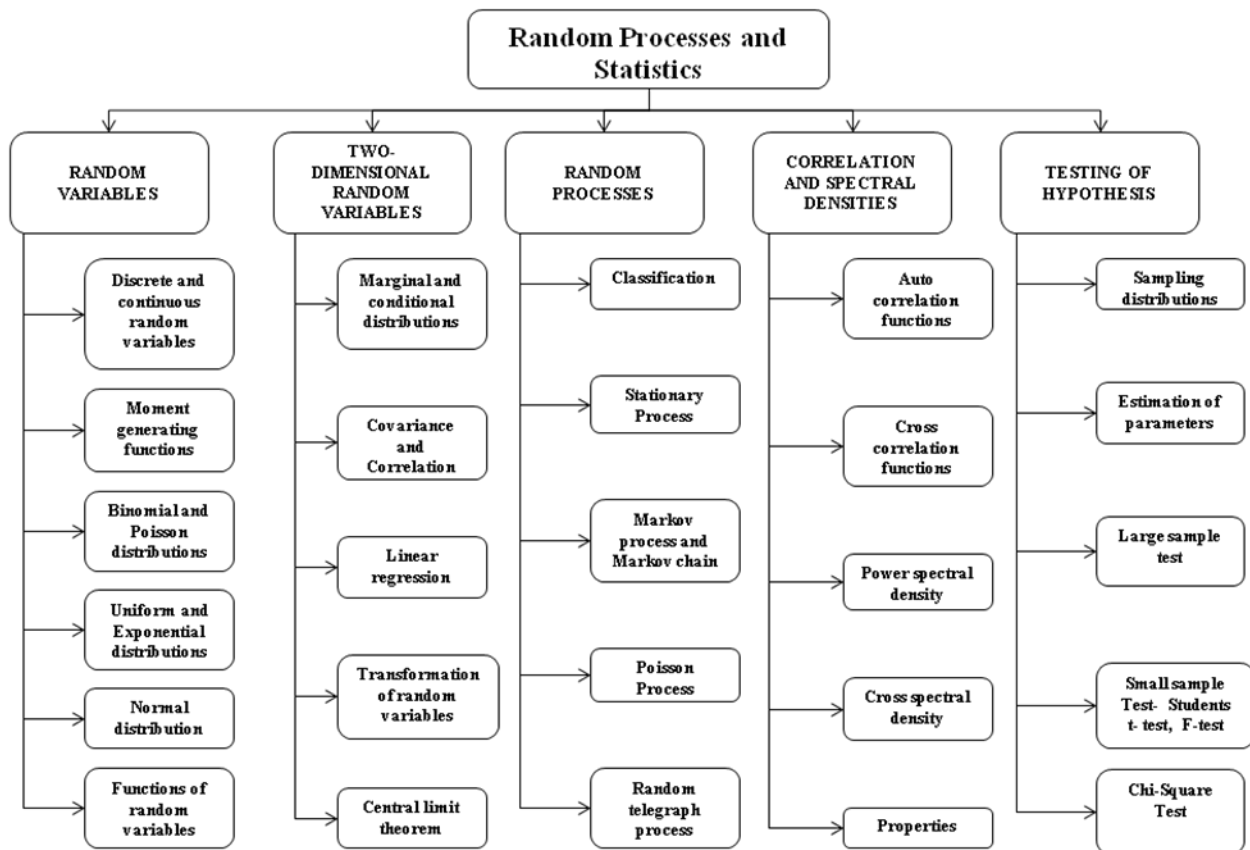 Random Processes and
Statistics
RANDOM
VARIABLES
TWO-
DIMENSIONAL
RANDOM
VARIABLES
RANDOM
PROCESSES
CORRELATION
AND SPECTRAL
DENSITIES
TESTING OF
HYPOTHESIS
Discrete and
continuous
random
variables
Moment
generating
functions
Binomial and
Poisson
distributions
Uniform and
Exponential
distributions
Normal
distribution
Functions of
random
variables
Marginal and
conditional
distributions
Covariance
and
Correlation
Linear
regression
Transformation
of random
variables
Central limit
theorem
Classification
Stationary
Process
Markov
process and
Markov chain
Poisson
Process
Random
telegraph
process
Auto
correlation
functions
Cross
correlation
functions
Power spectral
density
Cross spectral
density
Properties
Sampling
distributions
Estimation of
parameters
Large sample
test
Small sample
Test- Students
t- test, F-test
Chi-Square
Test